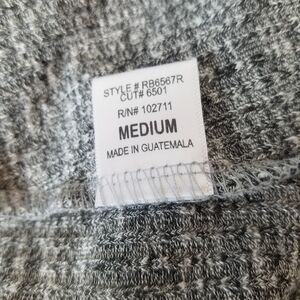 STYLE # RB6567R
CUT# 6501
R/N# 102711
MEDIUM
MADE IN GUATEMALA